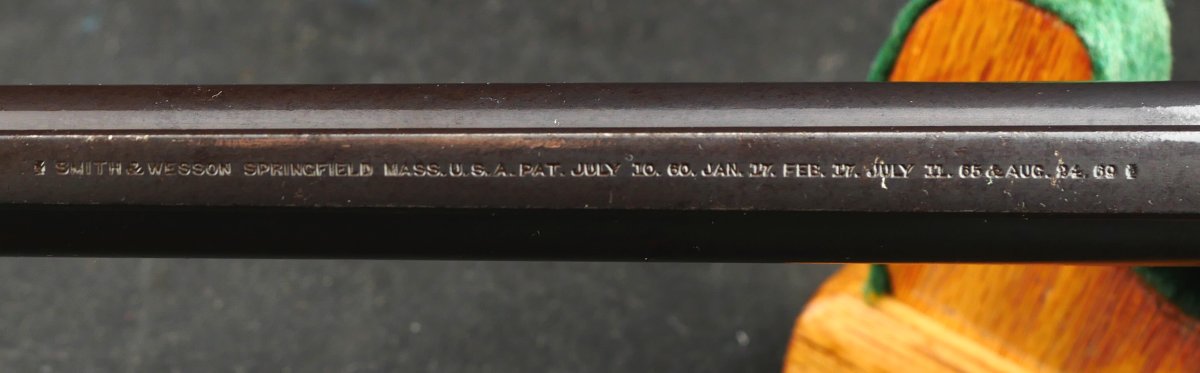 SMITH & WESSON SPRINGFIELD MASS. U.S.A. PAT. JULY 10. 60. JAN. 17. FEB. 17. JULY 11. 65 & AUG. 24. 69